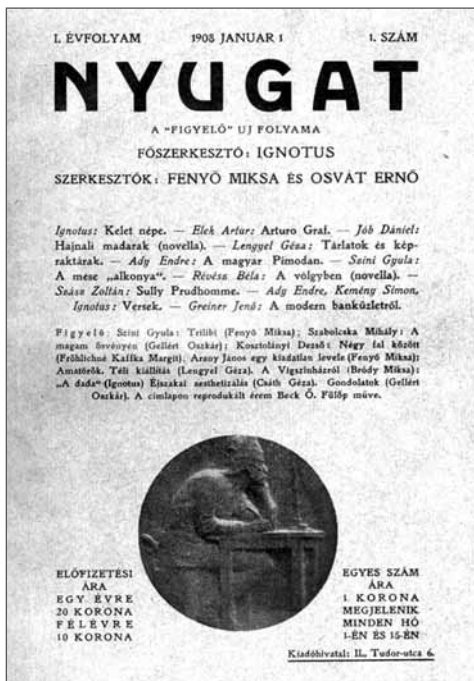 I. ÉVFOLYAM 1908 JANUAR 1 1. SZÁM
NYUGAT
A "FIGYELŐ" UJ FOLYAMA
FŐSZERKESZTŐ: IGNOTUS
SZERKESZTŐK: FENYŐ MIKSA ÉS OSVÁT ERNŐ
Ignotus: Kelet népe. — Elek Artur: Arturo Graf. — Jób Dániel:
Hajnali madarak (novella). — Lengyel Géza: Tárlatok és kép-
raktárak. — Ady Endre: A magyar Pimodan. — Szini Gyula:
A mese „alkonya“. — Révész Béla: A völgyben (novella). —
Szász Zoltán: Sully Prudhomme. — Ady Endre, Kemény Simon,
Ignotus: Versek. — Greiner Jenő: A modern banküzletről.
Figyelő: Szini Gyula: Trilibi (Fenyő Miksa); Szabolcska Mihály: A
magam ösvényén (Gellért Oszkár); Kosztolányi Dezső: Négy fal között
(Fröhlichné Kaffka Margit); Arany János egy kiadatlan levele (Fenyő Miksa);
Amatőrök. Téli kiállítás (Lengyel Géza). A Vigszinházról (Bródy Miksa);
„A dada“ (Ignotus) Éjszakai aesthetizálás (Csáth Géza). Gondolatok (Gellért
Oszkár). A címlapon reprodukált érem Beck Ö. Fülöp műve.
ELŐFIZETÉSI
ÁRA
EGY ÉVRE
20 KORONA
FÉLÉVRE
10 KORONA
EGYES SZÁM
ÁRA
1 KORONA
MEGJELENIK
MINDEN HÓ
1-ÉN ÉS 15-ÉN
Kiadóhivatal: II., Tudor-utca 6.